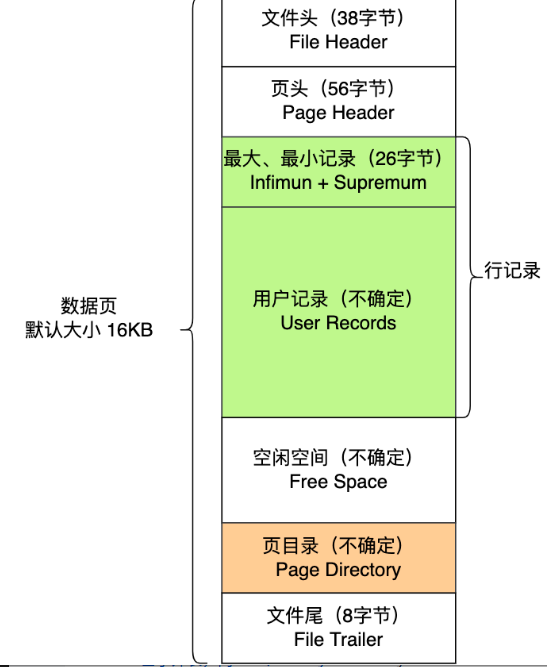 文件头（38字节）
File Header
页头（56字节）
Page Header
最大、最小记录（26字节）
Infimun + Supremum
行记录
用户记录（不确定）
User Records
数据页
默认大小 16KB
空闲空间（不确定）
Free Space
页目录（不确定）
Page Directory
文件尾（8字节）
File Trailer